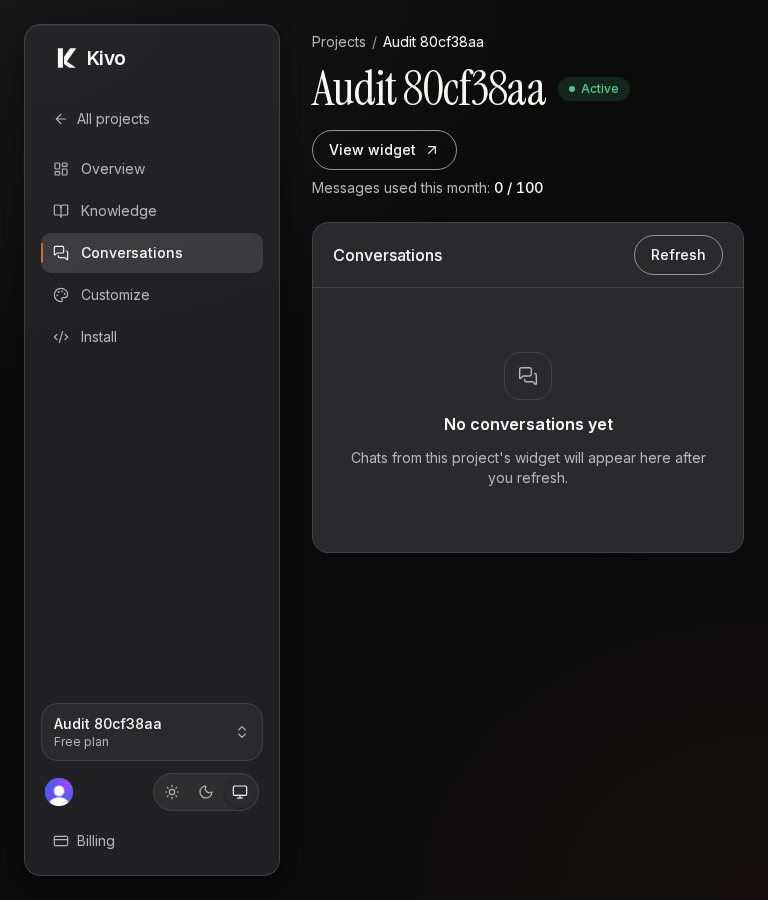 Kivo
All projects
Overview
Knowledge
Conversations
Customize
Install
Audit 80cf38aa
Free plan
Billing
Projects / Audit 80cf38aa
Audit 80cf38aa
Active
View widget
Messages used this month: 0 / 100
Conversations
Refresh
No conversations yet
Chats from this project's widget will appear here after
you refresh.